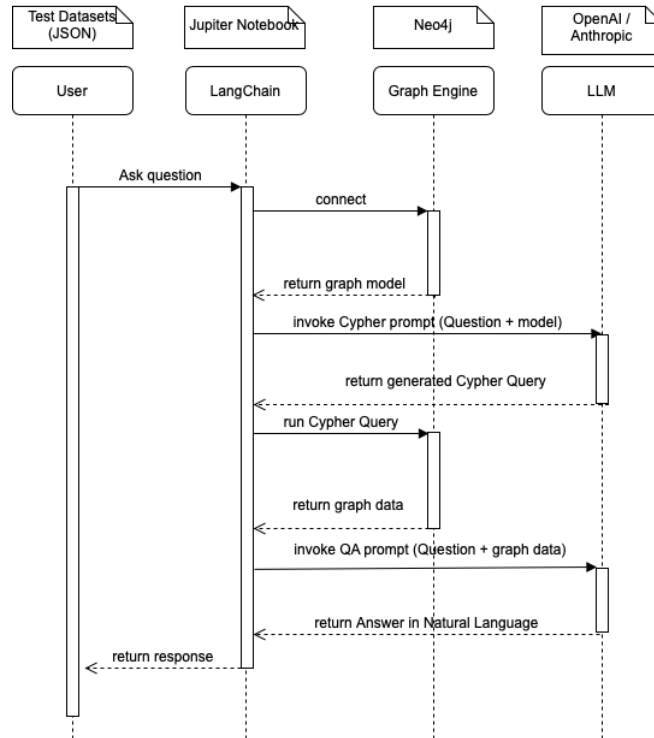 Test Datasets
(JSON)
Jupiter Notebook
Neo4j
OpenAI /
Anthropic
User
LangChain
Graph Engine
LLM
Ask question
connect
return graph model
invoke Cypher prompt (Question + model)
return generated Cypher Query
run Cypher Query
return graph data
invoke QA prompt (Question + graph data)
return Answer in Natural Language
return response